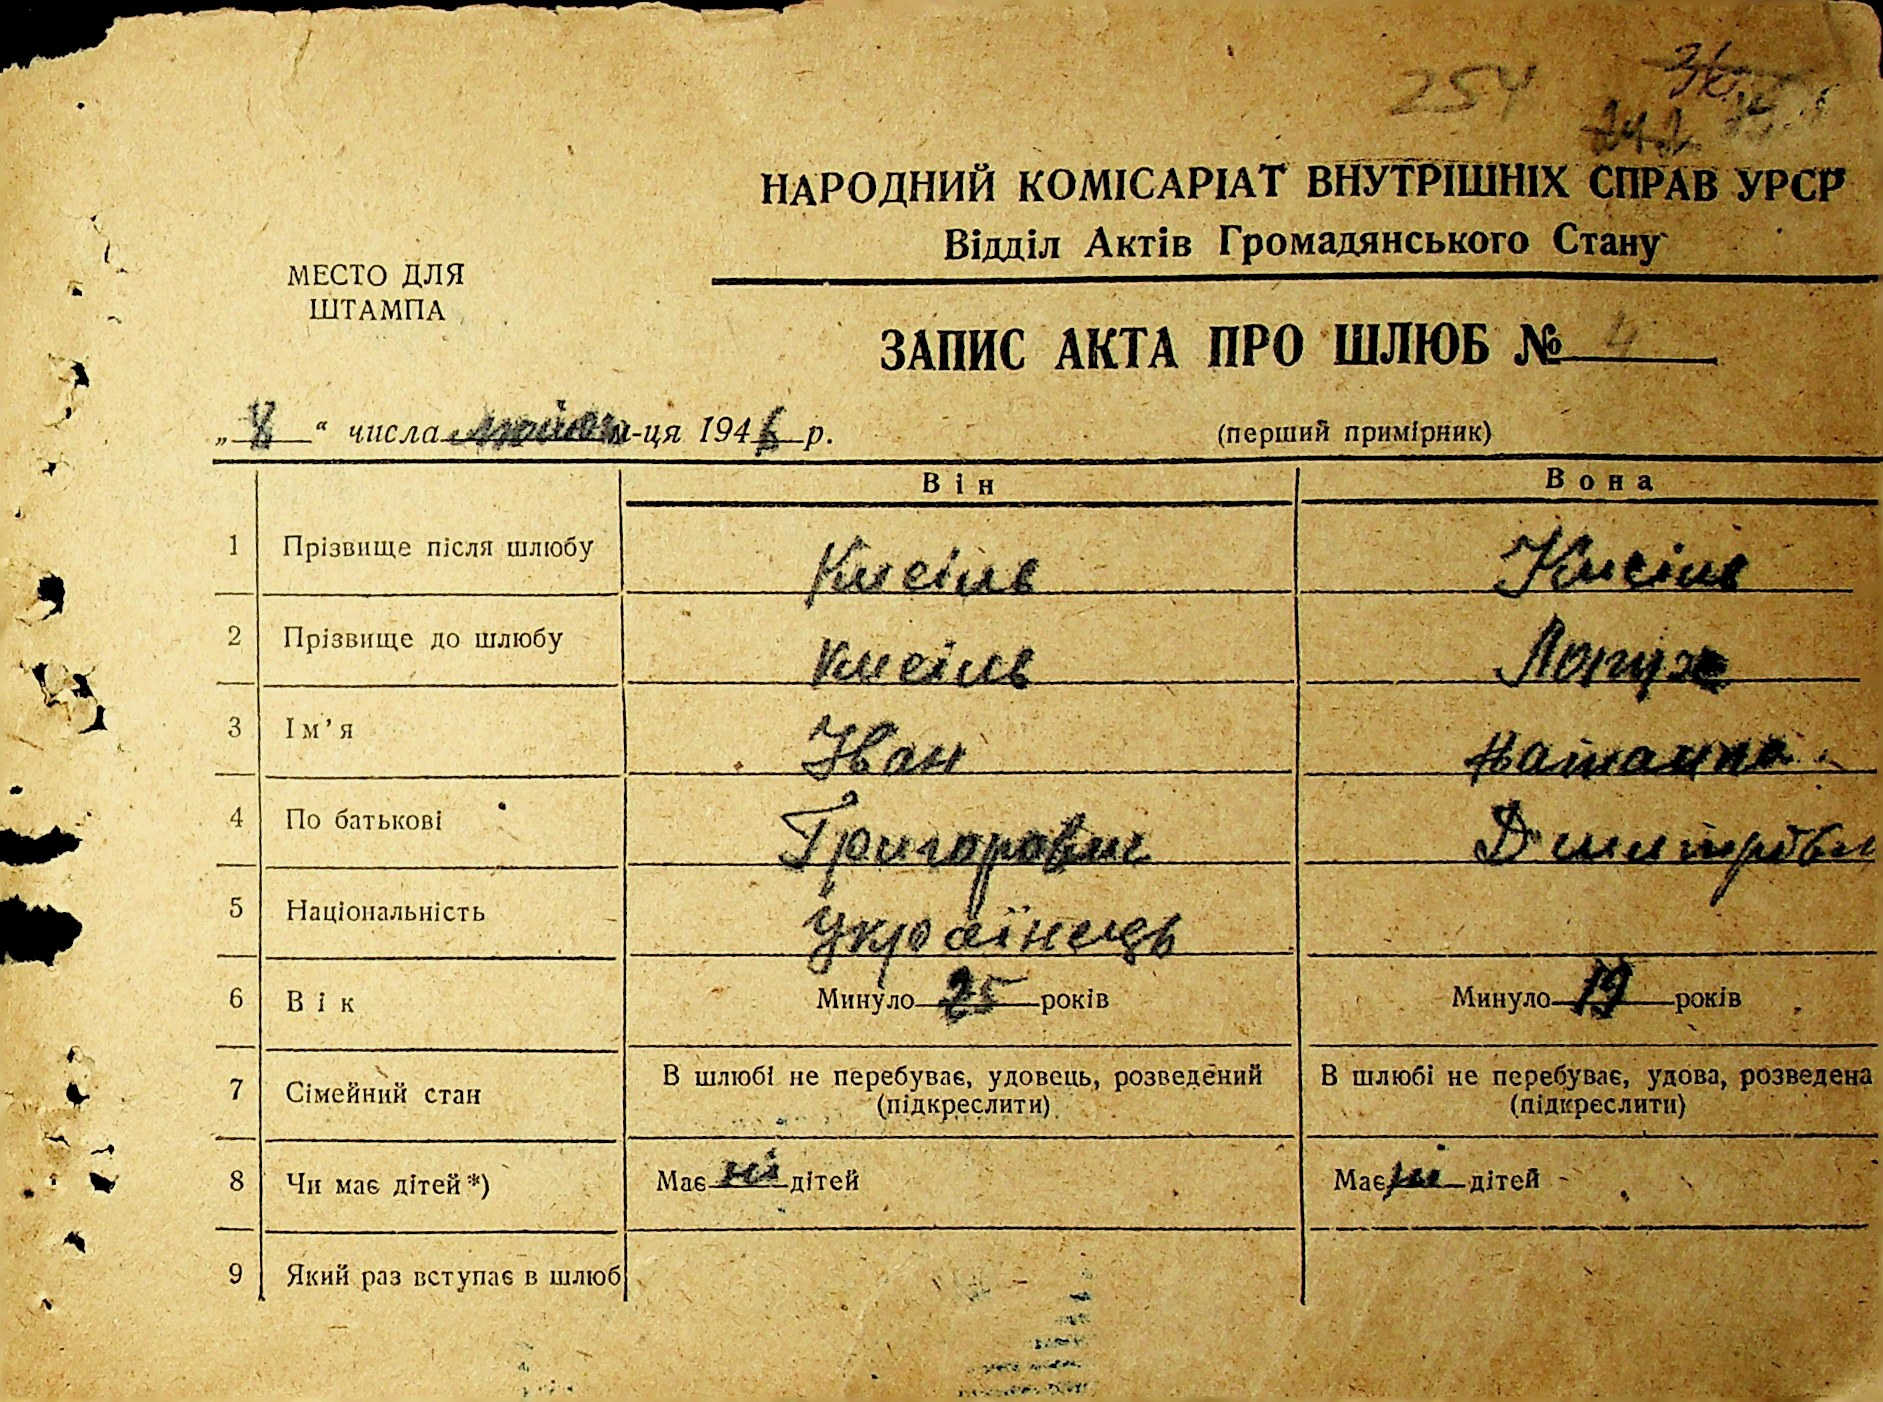 254
НАРОДНИЙ КОМІСАРІАТ ВНУТРІШНІХ СПРАВ УРСР
Відділ Актів Громадянського Стану
МЕСТО ДЛЯ
ШТАМПА
ЗАПИС АКТА ПРО ШЛЮБ № 4
„ 8 “ числа м-ця 1946 р.
(перший примірник)
Він Вона
1 Прізвище після шлюбу Кисіль Кисіль
2 Прізвище до шлюбу Кисіль
3 Ім’я Іван Наталка
4 По батькові Григорович
5 Національність українець
6 Вік Минуло 25 років Минуло 19 років
7 Сімейний стан В шлюбі не перебуває, удовець, розведений В шлюбі не перебуває, удова, розведена
(підкреслити) (підкреслити)
8 Чи має дітей *) Має ні дітей Має ні дітей
9 Який раз вступає в шлюб